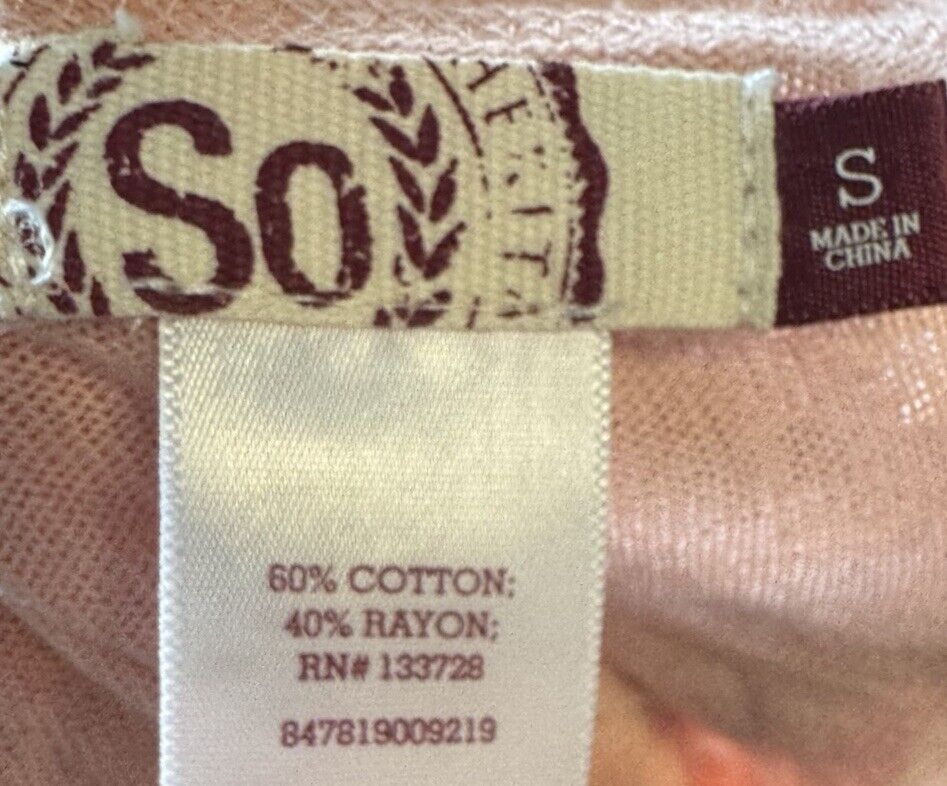 So
S
MADE IN
CHINA
60% COTTON;
40% RAYON;
RN# 133728
847819009219